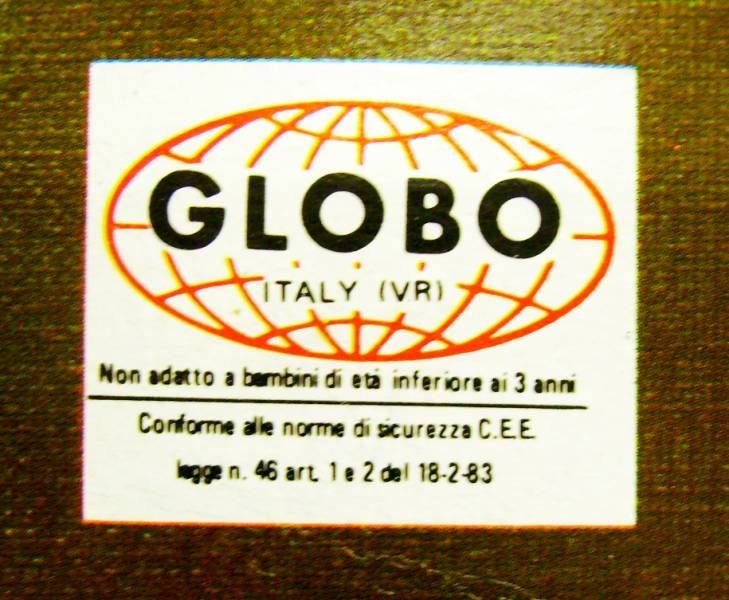 GLOBO
ITALY (VR)
Non adatto a bambini di età inferiore ai 3 anni
Conforme alle norme di sicurezza C.E.E.
legge n. 46 art. 1 e 2 del 18-2-83